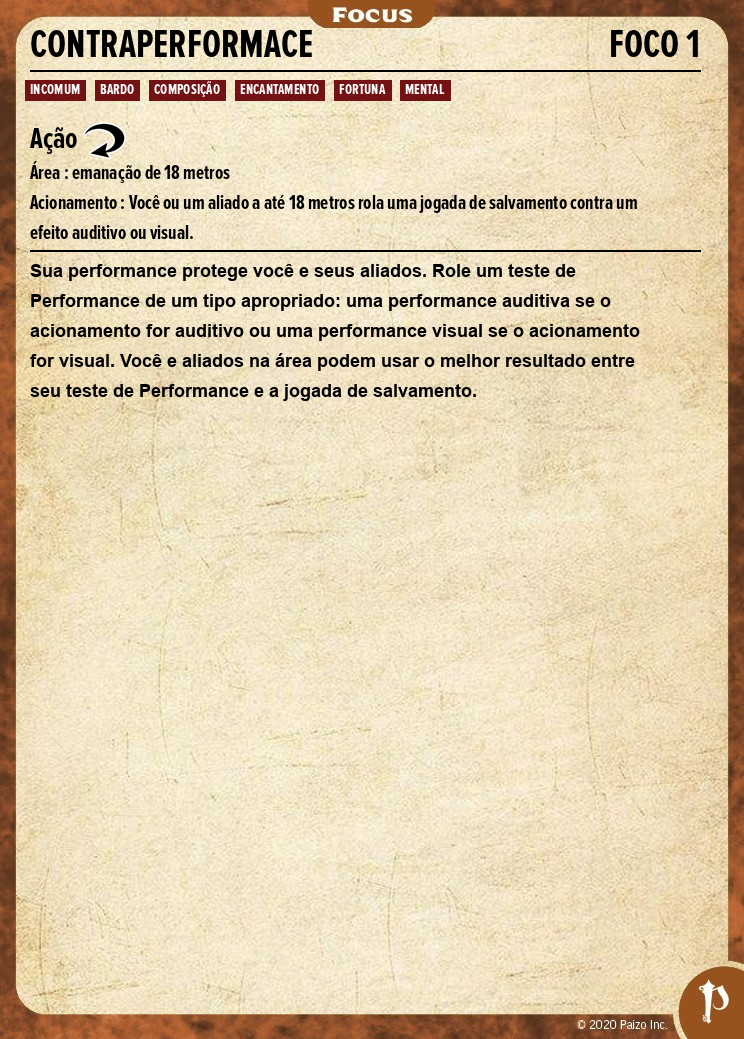 Focus
CONTRAPERFORMACE FOCO 1
INCOMUM BARDO COMPOSIÇÃO ENCANTAMENTO FORTUNA MENTAL
Ação
Área : emanação de 18 metros
Acionamento : Você ou um aliado a até 18 metros rola uma jogada de salvamento contra um
efeito auditivo ou visual.
Sua performance protege você e seus aliados. Role um teste de
Performance de um tipo apropriado: uma performance auditiva se o
acionamento for auditivo ou uma performance visual se o acionamento
for visual. Você e aliados na área podem usar o melhor resultado entre
seu teste de Performance e a jogada de salvamento.
© 2020 Paizo Inc.
P